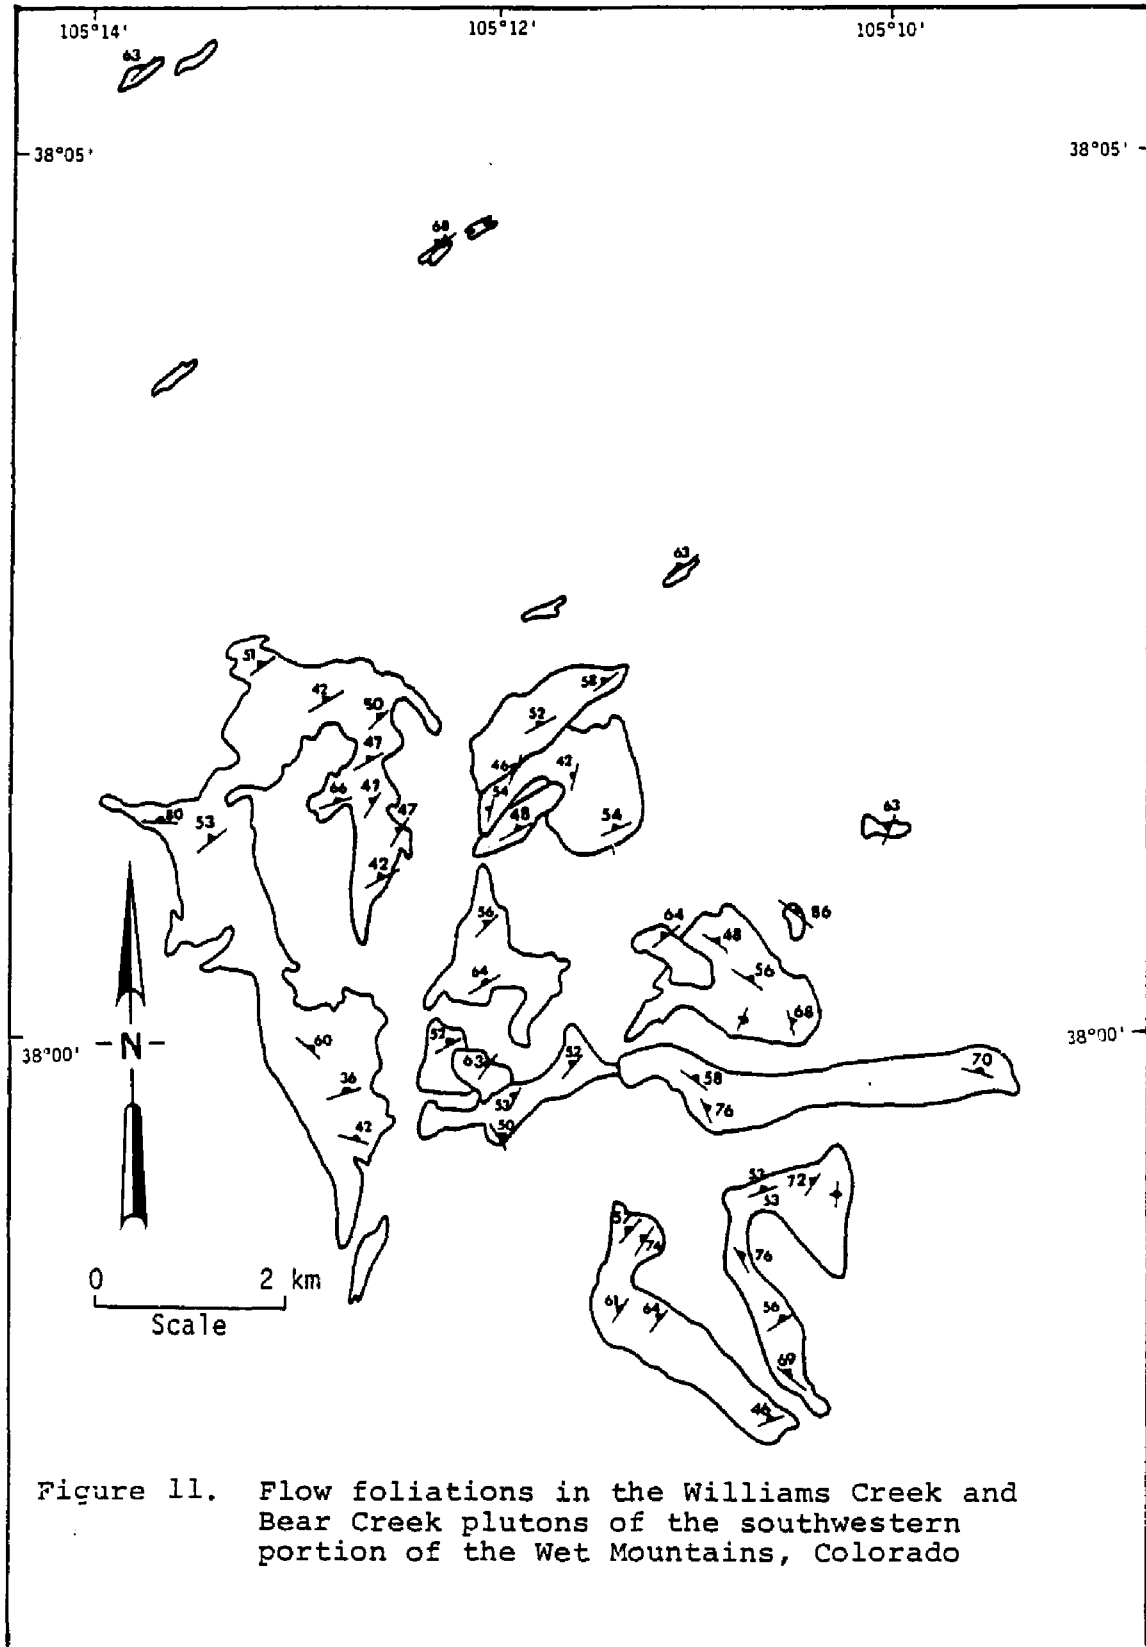 105°14' 105°12' 105°10'
63
38°05' 38°05'
68
63
51
42
50
58
52
47
46 42
66 47
54
80 53 47 48 54 63
42
56 64 48 86
64 56
68
60 52 63 52
38°00' N 38°00'
36 53 58 70
42 50 76
52 72
53
57
74 76
61 64 56
69
46
0 2 km
Scale
Figure 11. Flow foliations in the Williams Creek and
Bear Creek plutons of the southwestern
portion of the Wet Mountains, Colorado